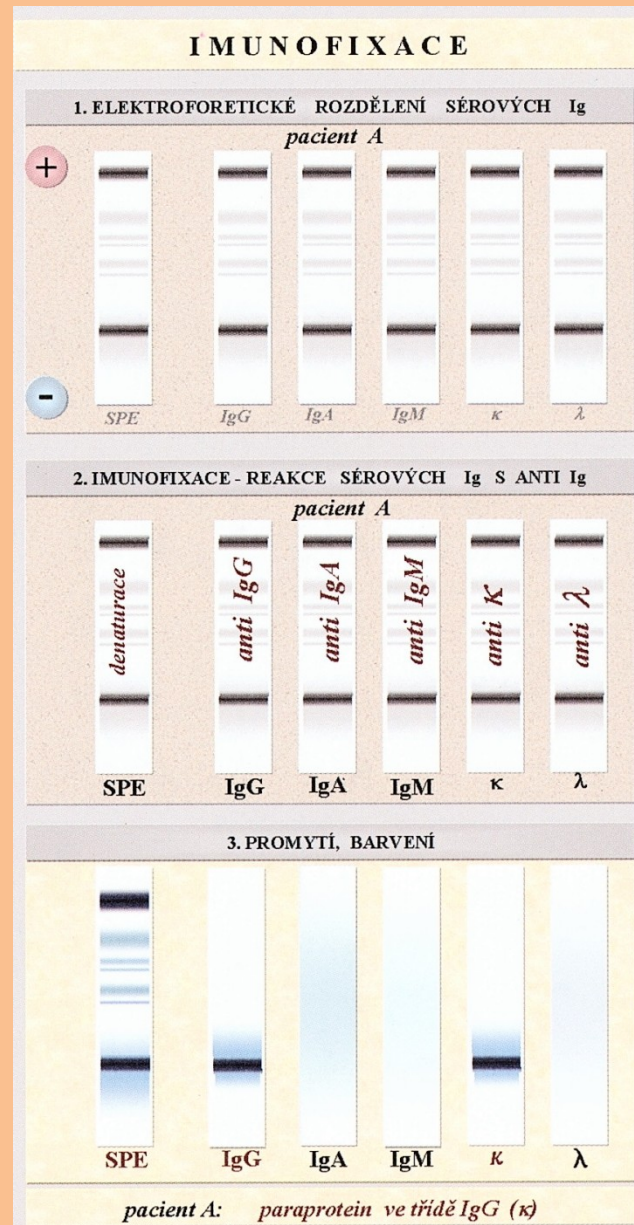 IMUNOFIXACE
1. ELEKTROFORETICKÉ ROZDĚLENÍ SÉROVÝCH Ig
pacient A
+
-
SPE IgG IgA IgM κ λ
2. IMUNOFIXACE - REAKCE SÉROVÝCH Ig S ANTI Ig
pacient A
denaturace anti IgG anti IgA anti IgM anti κ anti λ
SPE IgG IgA IgM κ λ
3. PROMYTÍ, BARVENÍ
SPE IgG IgA IgM κ λ
pacient A: paraprotein ve třídě IgG (κ)